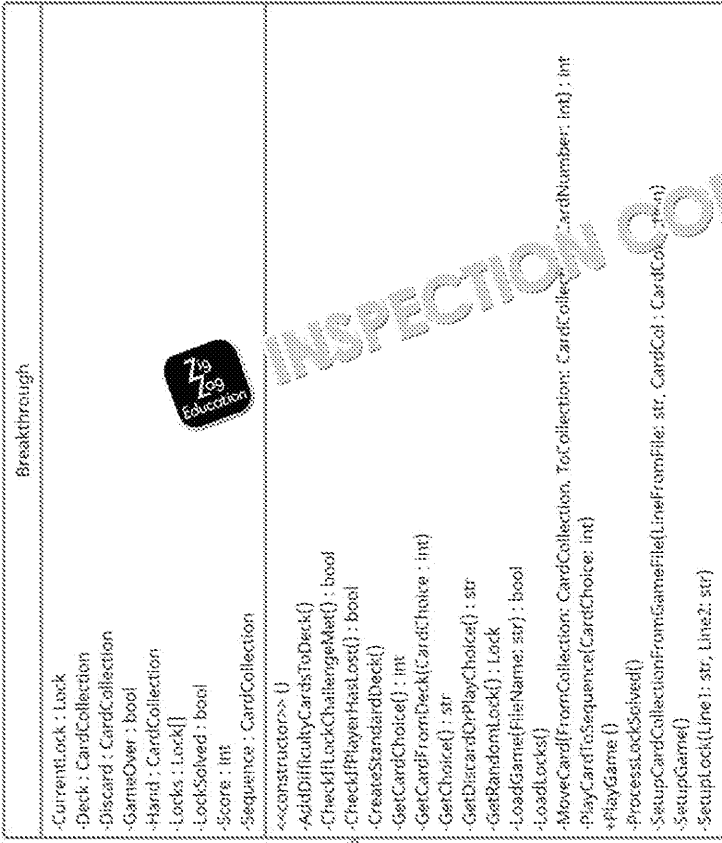 Breakthrough
-CurrentLock : Lock
-Deck : CardCollection
-Discard : CardCollection
-GameOver : bool
-Hand : CardCollection
-Locks : Lock[]
-LockSolved : bool
-Score : int
-Sequence : CardCollection
<<constructor>> ()
-AddDifficultyCardsToDeck()
-CheckIfLockChallengeMet() : bool
-CheckIfPlayerHasLost() : bool
-CreateStandardDeck()
-GetCardChoice() : int
-GetCardFromDeck(CardChoice : int)
-GetChoice() : str
-GetDiscardOrPlayChoice() : str
-GetRandomLock() : Lock
-LoadGame(FileName: str) : bool
-LoadLocks()
-MoveCard(FromCollection: CardCollection, ToCollection: CardCollect CardNumber: int) : int
-PlayCardToSequence(CardChoice: int)
+PlayGame ()
-ProcessLockSolved()
-SetupCardCollectionFromGameFile(LineFromFile: str, CardCol : CardCol
-SetupGame()
-SetupLock(Line1: str, Line2: str)
Zig
Zag
Education
INSPECTION CO